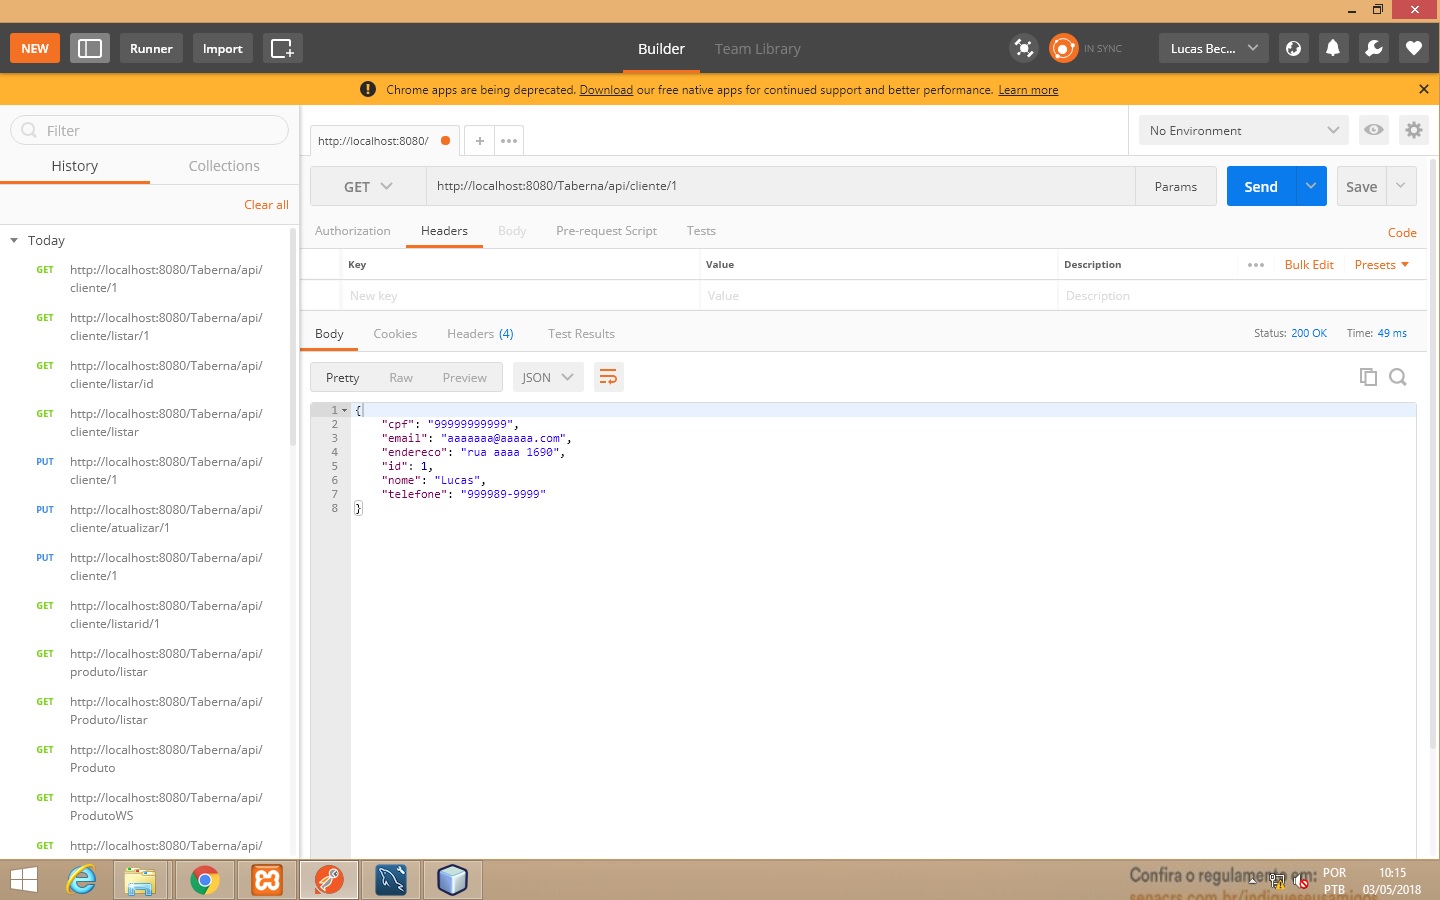 NEW
Runner
Import
Builder
Team Library
IN SYNC
Lucas Bec...
Chrome apps are being deprecated. Download our free native apps for continued support and better performance. Learn more
Filter
History
Collections
Clear all
Today
GET http://localhost:8080/Taberna/api/
cliente/1
GET http://localhost:8080/Taberna/api/
cliente/listar/1
GET http://localhost:8080/Taberna/api/
cliente/listar/id
GET http://localhost:8080/Taberna/api/
cliente/listar
PUT http://localhost:8080/Taberna/api/
cliente/1
PUT http://localhost:8080/Taberna/api/
cliente/atualizar/1
PUT http://localhost:8080/Taberna/api/
cliente/1
GET http://localhost:8080/Taberna/api/
cliente/listarid/1
GET http://localhost:8080/Taberna/api/
produto/listar
GET http://localhost:8080/Taberna/api/
Produto/listar
GET http://localhost:8080/Taberna/api/
Produto
GET http://localhost:8080/Taberna/api/
ProdutoWS
GET http://localhost:8080/Taberna/api/
http://localhost:8080/
No Environment
GET http://localhost:8080/Taberna/api/cliente/1 Params Send Save
Authorization Headers Body Pre-request Script Tests Code
Key Value Description Bulk Edit Presets
New key Value Description
Body Cookies Headers (4) Test Results Status: 200 OK Time: 49 ms
Pretty Raw Preview JSON
1 {
2 "cpf": "99999999999",
3 "email": "aaaaaaa@aaaaa.com",
4 "endereco": "rua aaaa 1690",
5 "id": 1,
6 "nome": "Lucas",
7 "telefone": "999989-9999"
8 }
Confira o regulamento em:
senacrs.com.br/indiqueseusamigos
POR
PTB
10:15
03/05/2018